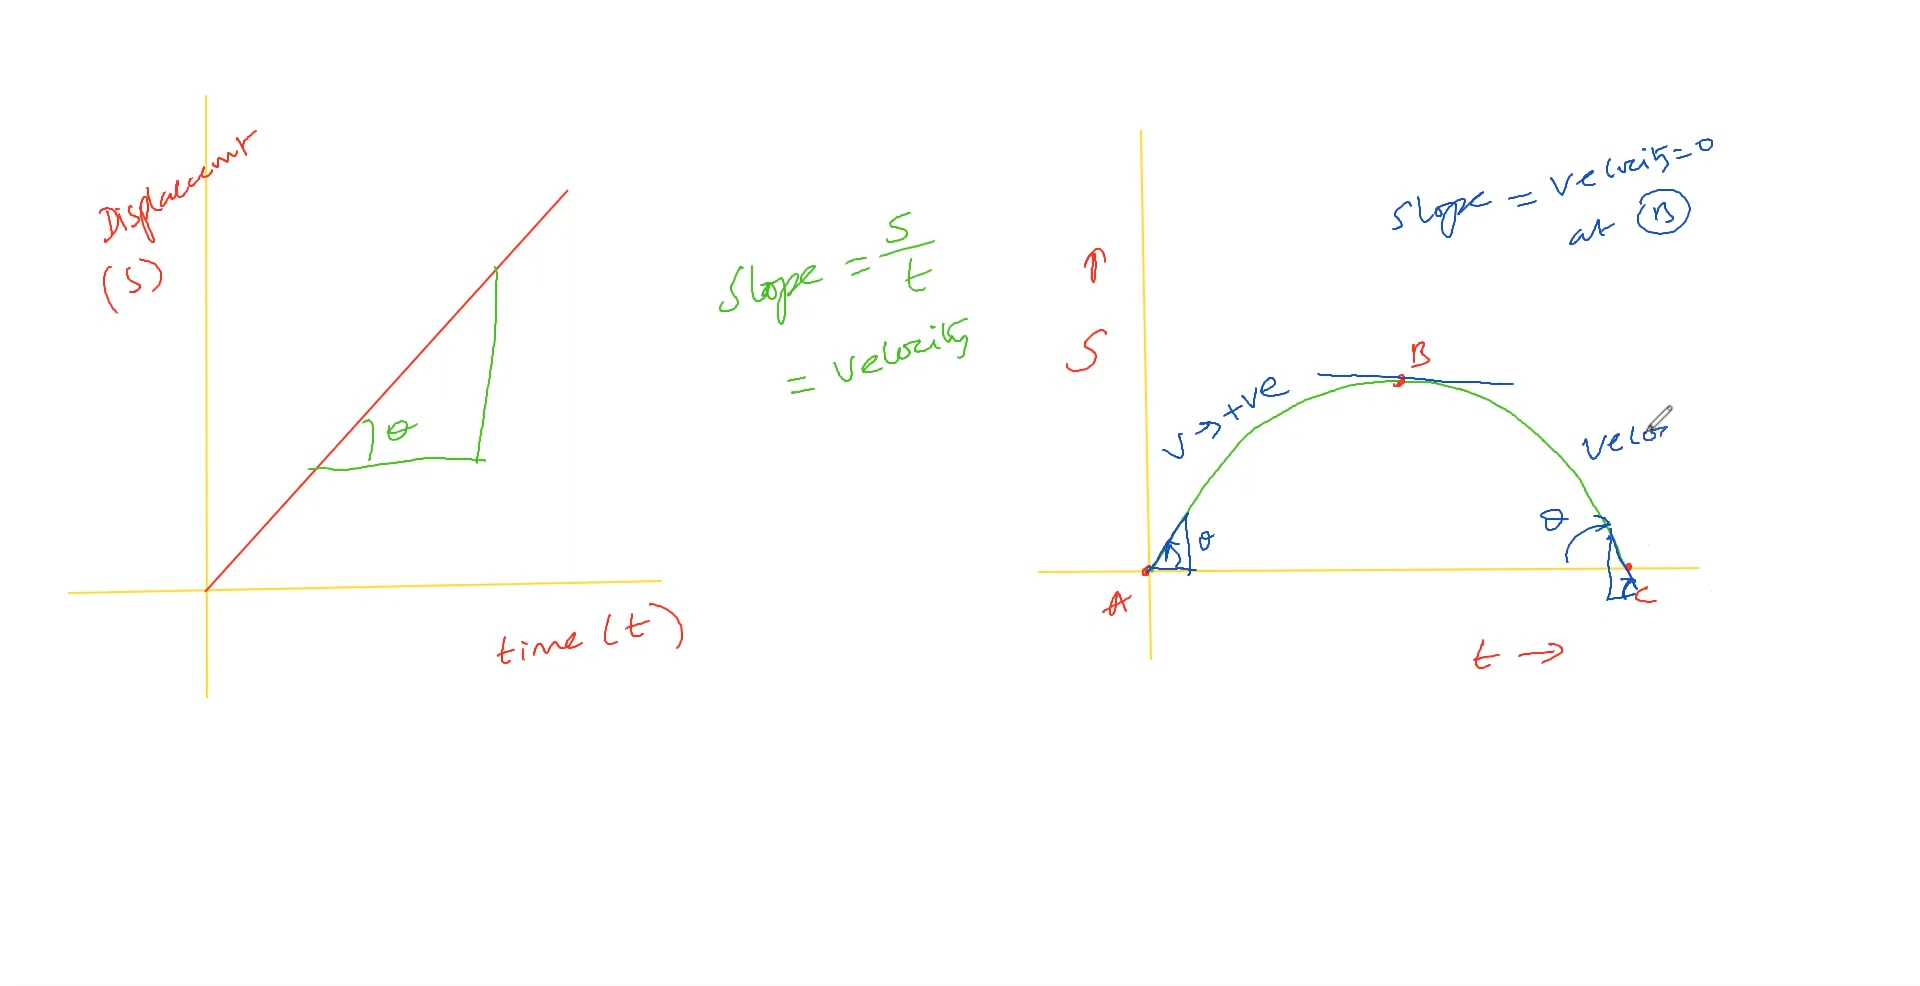 Displacement
(S)
θ
time (t)
slope = s/t
= velocity
slope = velocity = 0
at B
↑
S
B
v → +ve
velo
θ
θ
A
C
t →